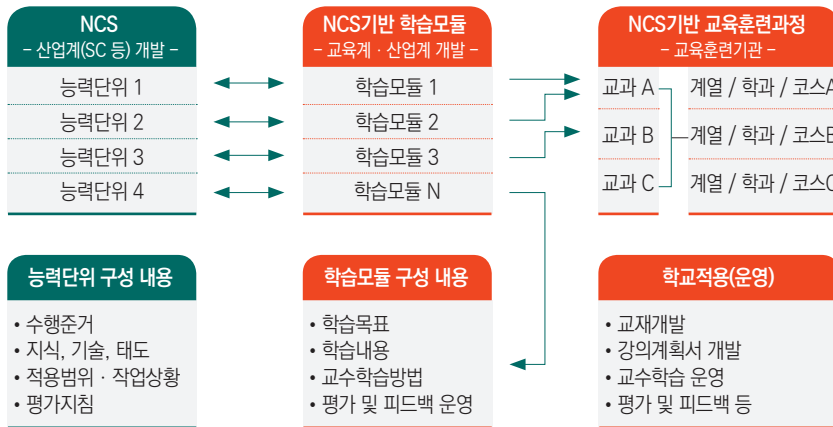 NCS
– 산업계(SC 등) 개발 –
능력단위 1
능력단위 2
능력단위 3
능력단위 4
NCS기반 학습모듈
– 교육계 · 산업계 개발 –
학습모듈 1
학습모듈 2
학습모듈 3
학습모듈 N
NCS기반 교육훈련과정
– 교육훈련기관 –
교과 A 계열 / 학과 / 코스A
교과 B 계열 / 학과 / 코스B
교과 C 계열 / 학과 / 코스C
능력단위 구성 내용
• 수행준거
• 지식, 기술, 태도
• 적용범위 · 작업상황
• 평가지침
학습모듈 구성 내용
• 학습목표
• 학습내용
• 교수학습방법
• 평가 및 피드백 운영
학교적용(운영)
• 교재개발
• 강의계획서 개발
• 교수학습 운영
• 평가 및 피드백 등